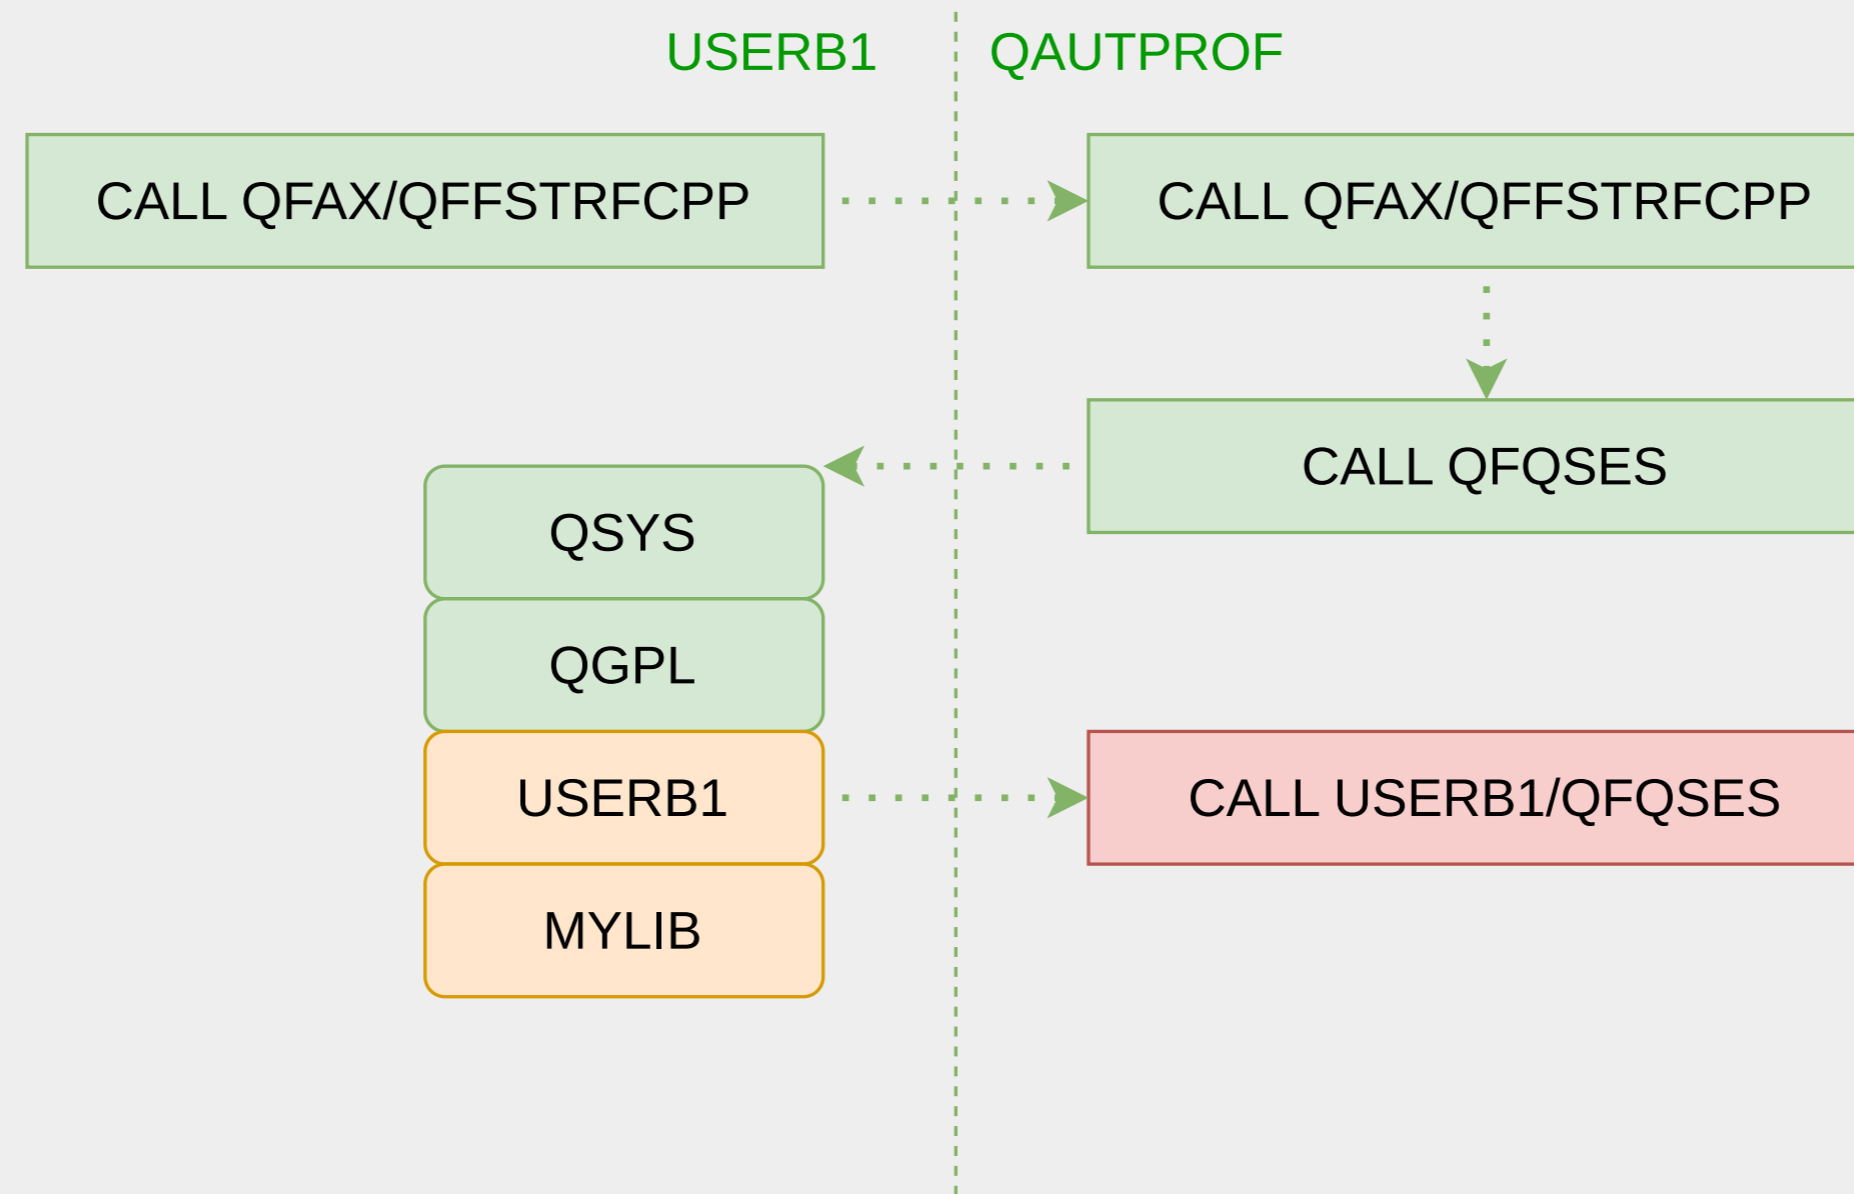 USERB1
QAUTPROF
CALL QFAX/QFFSTRFCPP
CALL QFAX/QFFSTRFCPP
CALL QFQSES
QSYS
QGPL
USERB1
CALL USERB1/QFQSES
MYLIB